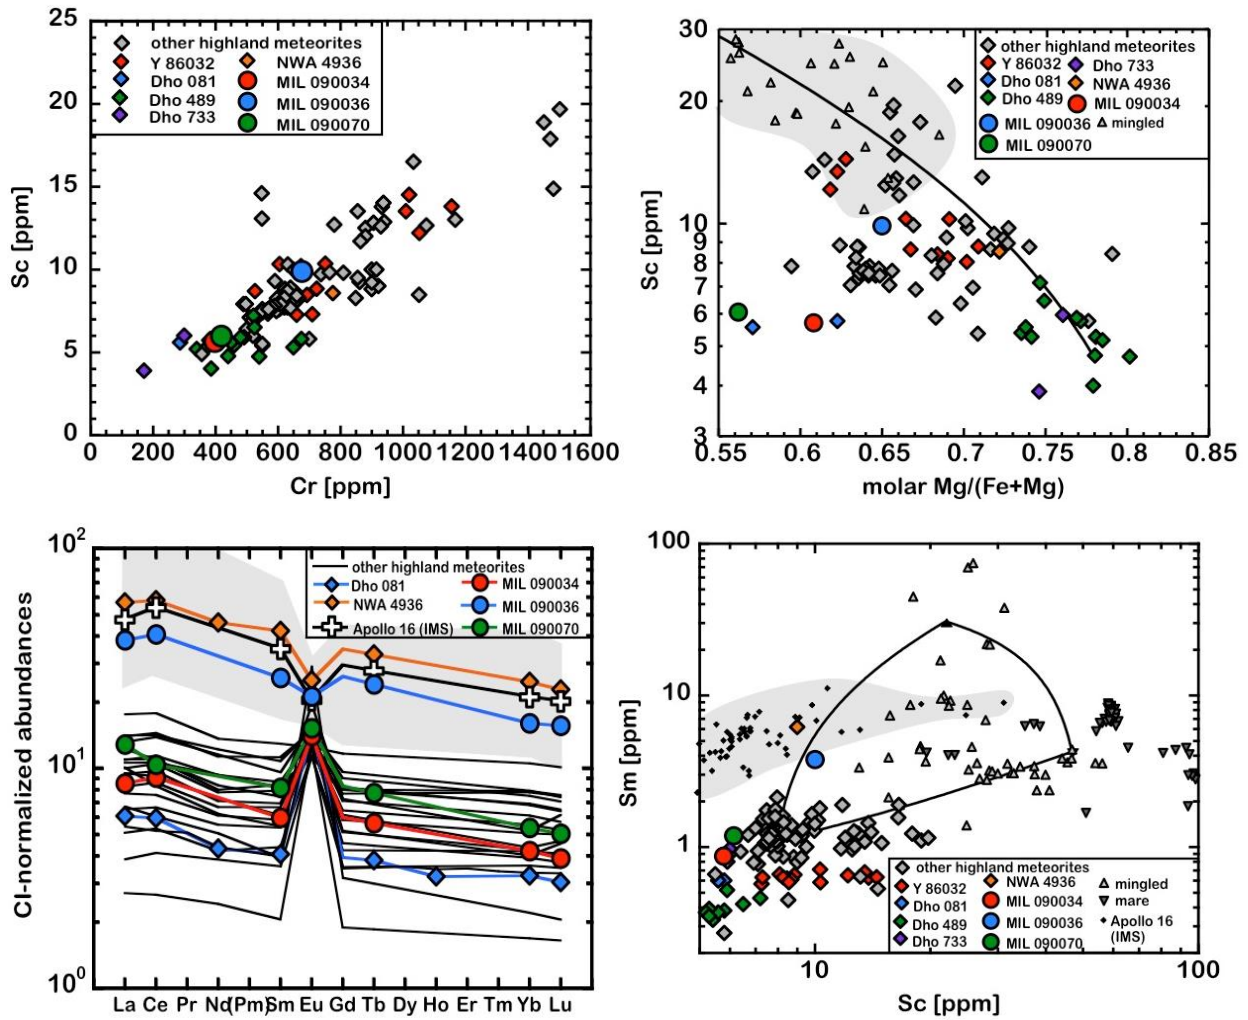 25
20
15
10
5
0
Sc [ppm]
0 200 400 600 800 1000 1200 1400 1600
Cr [ppm]
other highland meteorites
Y 86032
Dho 081
Dho 489
Dho 733
NWA 4936
MIL 090034
MIL 090036
MIL 090070
30
20
10
9
8
7
6
5
4
3
Sc [ppm]
0.55 0.6 0.65 0.7 0.75 0.8 0.85
molar Mg/(Fe+Mg)
other highland meteorites
Y 86032
Dho 081
Dho 489
Dho 733
NWA 4936
MIL 090034
MIL 090036
mingled
MIL 090070
10²
10¹
10⁰
CI-normalized abundances
La Ce Pr Nd (Pm) Sm Eu Gd Tb Dy Ho Er Tm Yb Lu
other highland meteorites
Dho 081
NWA 4936
Apollo 16 (IMS)
MIL 090034
MIL 090036
MIL 090070
100
10
1
Sm [ppm]
10 100
Sc [ppm]
other highland meteorites
Y 86032
Dho 081
Dho 489
Dho 733
NWA 4936
MIL 090034
MIL 090036
MIL 090070
mingled
mare
Apollo 16
(IMS)